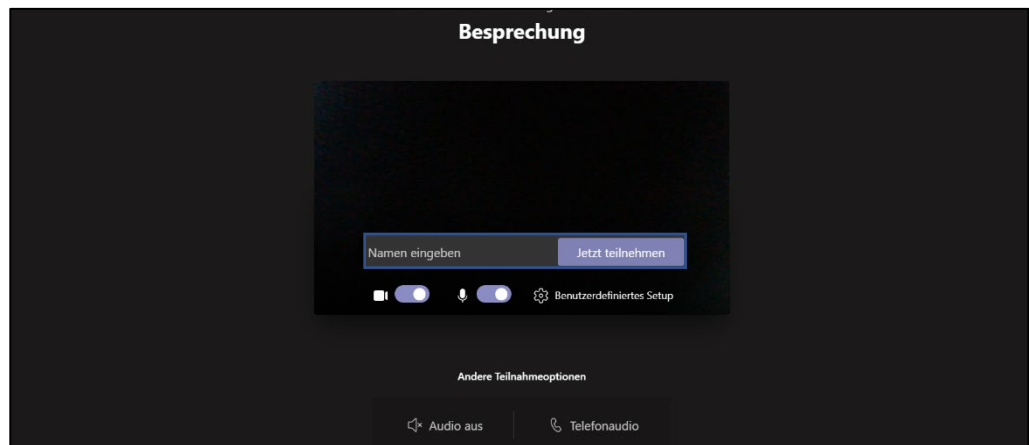 Besprechung
Namen eingeben
Jetzt teilnehmen
Benutzerdefiniertes Setup
Andere Teilnahmeoptionen
Audio aus
Telefonaudio